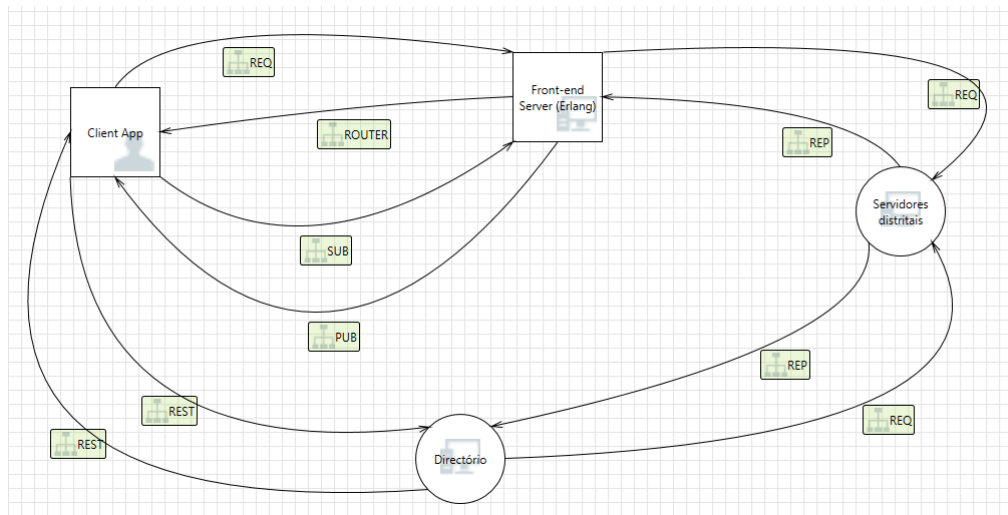 REQ
Front-end
Server (Erlang)
REQ
Client App
ROUTER
REP
Servidores
distritais
SUB
PUB
REP
REST
REQ
REST
Directório